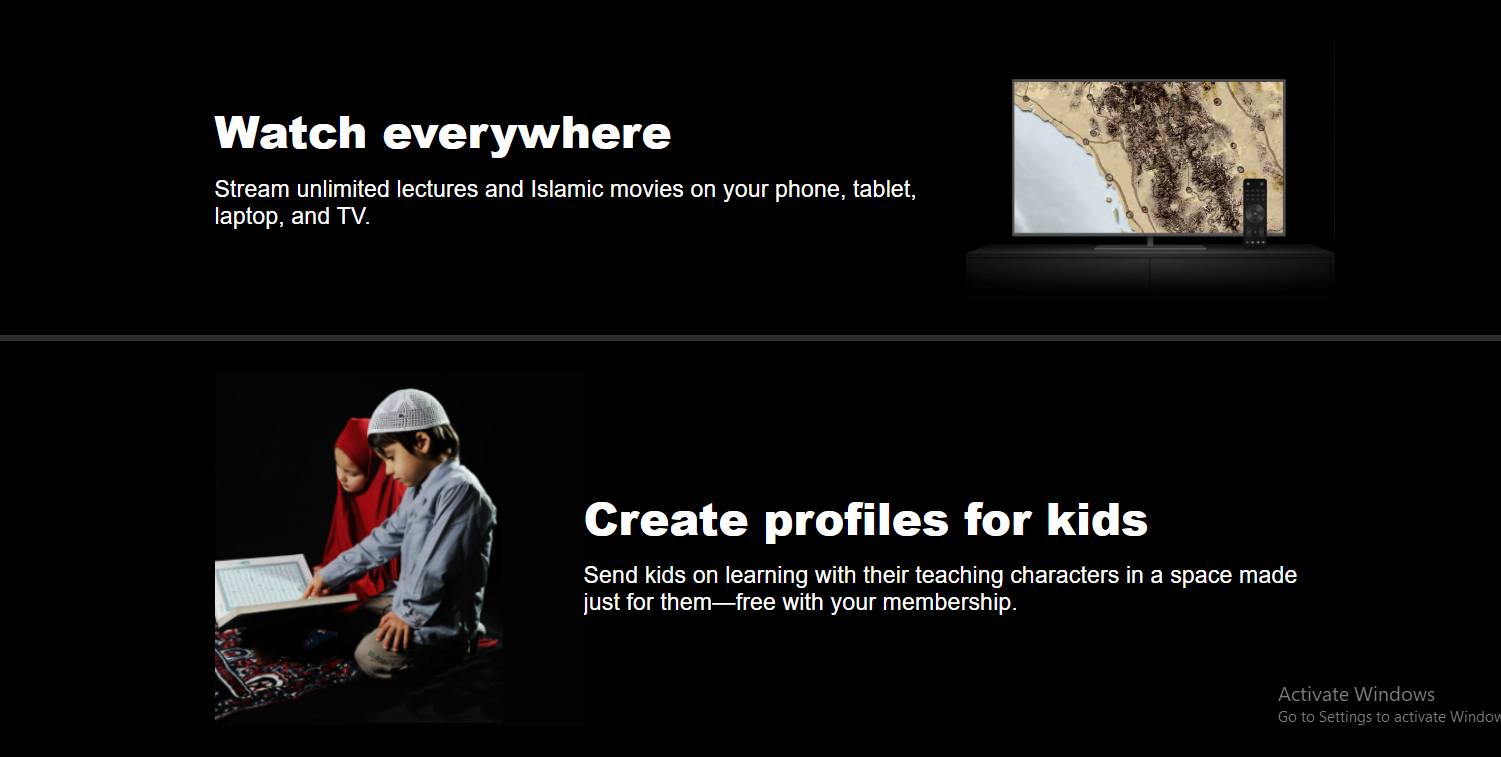 Watch everywhere
Stream unlimited lectures and Islamic movies on your phone, tablet,
laptop, and TV.
Create profiles for kids
Send kids on learning with their teaching characters in a space made
just for them—free with your membership.
Activate Windows
Go to Settings to activate Window